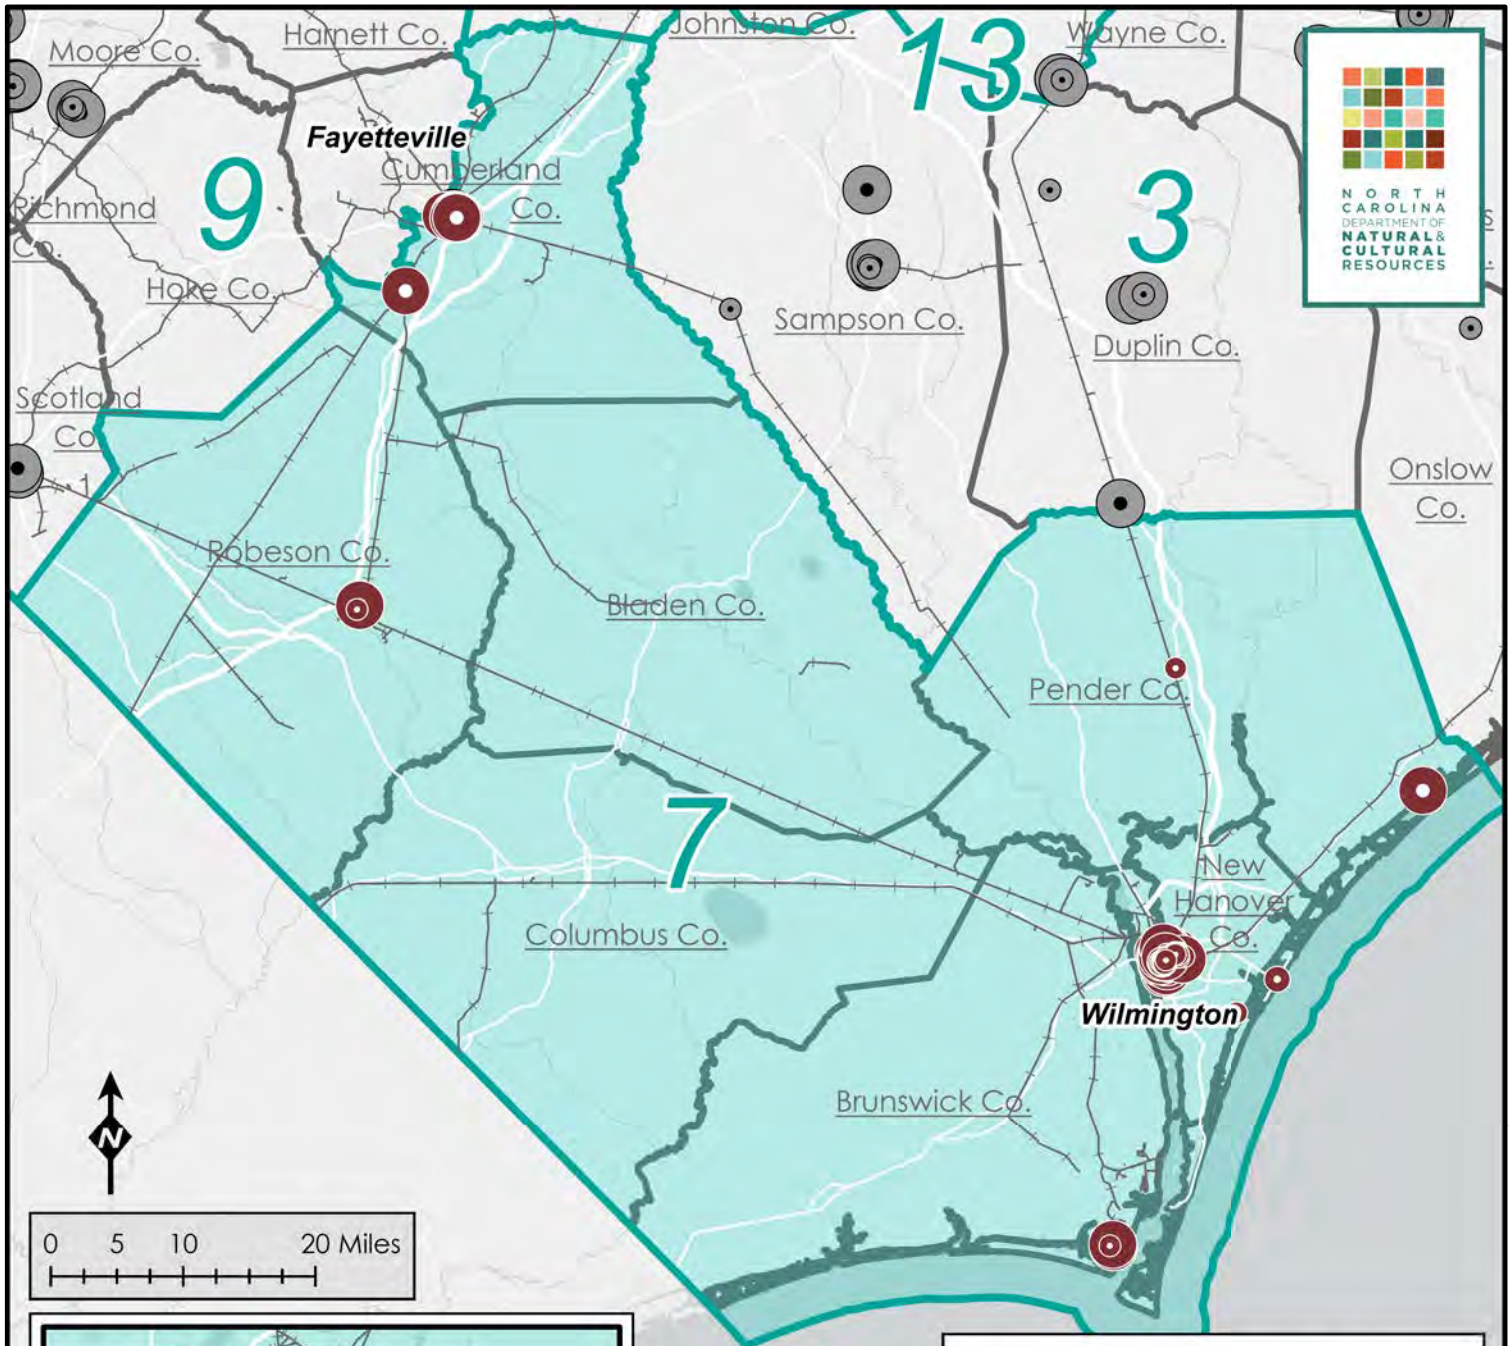 Moore Co.
Harnett Co.
Johnston Co.
Wayne Co.
13
NORTH
CAROLINA
DEPARTMENT OF
NATURAL &
CULTURAL
RESOURCES
Fayetteville
Cumberland
Co.
9
3
Richmond
Co.
Hoke Co.
Sampson Co.
Duplin Co.
Scotland
Co.
Onslow
Co.
Robeson Co.
Bladen Co.
Pender Co.
7
New
Hanover
Co.
Columbus Co.
Wilmington
Brunswick Co.
N
0 5 10 20 Miles